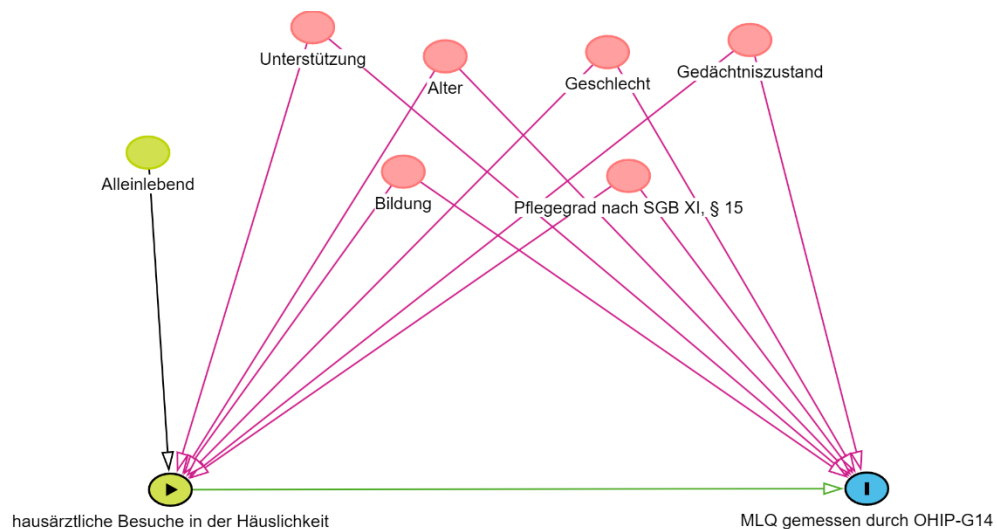 Unterstützung
Alter
Geschlecht
Gedächtniszustand
Alleinlebend
Bildung
Pflegegrad nach SGB XI, § 15
hausärztliche Besuche in der Häuslichkeit
MLQ gemessen durch OHIP-G14